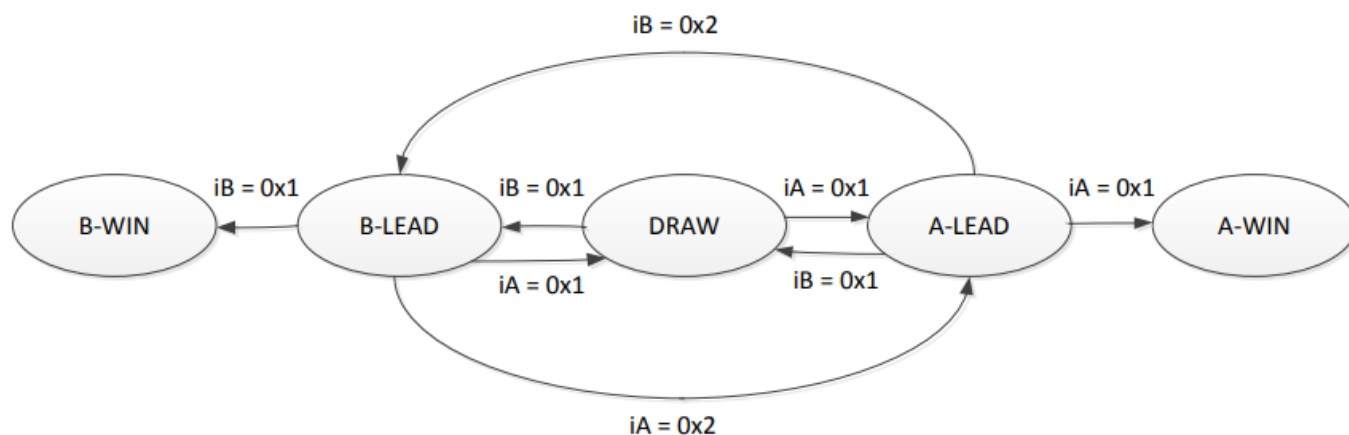 iB = 0x2
iB = 0x1
iB = 0x1
iA = 0x1
iA = 0x1
B-WIN
B-LEAD
DRAW
A-LEAD
A-WIN
iA = 0x1
iB = 0x1
iA = 0x2